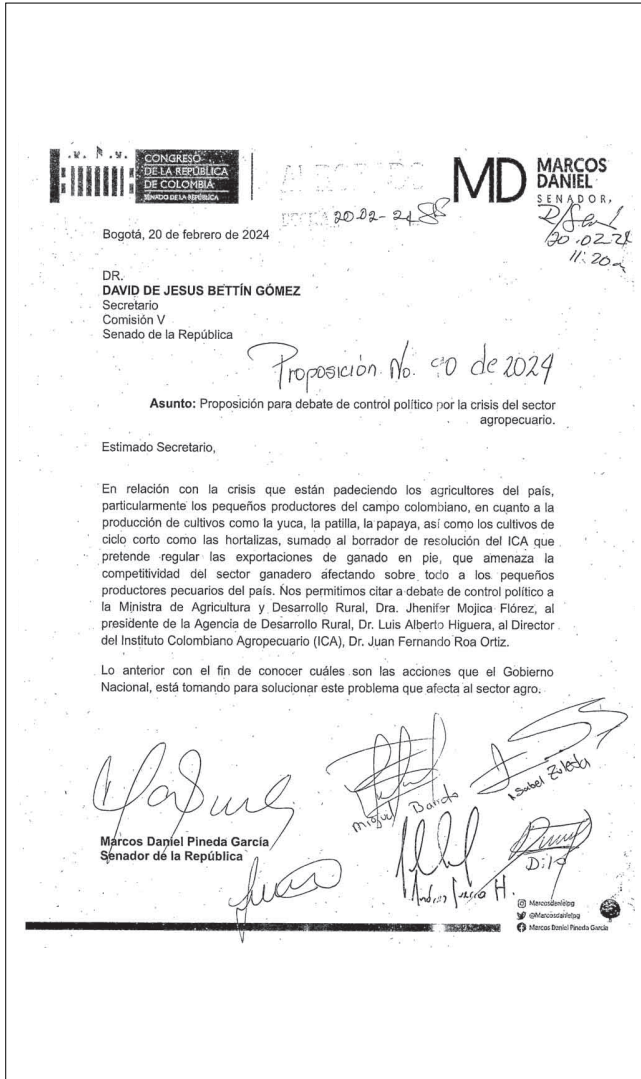 CONGRESO
DE LA REPÚBLICA
DE COLOMBIA
SENADO DE LA REPÚBLICA
MD
MARCOS
DANIEL
SENADOR,
20-02-24
20.02.24
11:20a
Bogotá, 20 de febrero de 2024
DR.
DAVID DE JESUS BETTÍN GÓMEZ
Secretario
Comisión V
Senado de la República
Proposición No. de 2024
Asunto: Proposición para debate de control político por la crisis del sector
agropecuario.
Estimado Secretario,
En relación con la crisis que están padeciendo los agricultores del país,
particularmente los pequeños productores del campo colombiano, en cuanto a la
producción de cultivos como la yuca, la patilla, la papaya, así como los cultivos de
ciclo corto como las hortalizas, sumado al borrador de resolución del ICA que
pretende regular las exportaciones de ganado en pie, que amenaza la
competitividad del sector ganadero afectando sobre todo a los pequeños
productores pecuarios del país. Nos permitimos citar a debate de control político a
la Ministra de Agricultura y Desarrollo Rural, Dra. Jhenifer Mojica Flórez, al
presidente de la Agencia de Desarrollo Rural, Dr. Luis Alberto Higuera, al Director
del Instituto Colombiano Agropecuario (ICA), Dr. Juan Fernando Roa Ortiz.
Lo anterior con el fin de conocer cuáles son las acciones que el Gobierno
Nacional, está tomando para solucionar este problema que afecta al sector agro.
Isabel Zuleta
Miguel Barreto
Marcos Daniel Pineda García
Senador de la República
Marcosdanielpg
@Marcosdanielpg
Marcos Daniel Pineda García